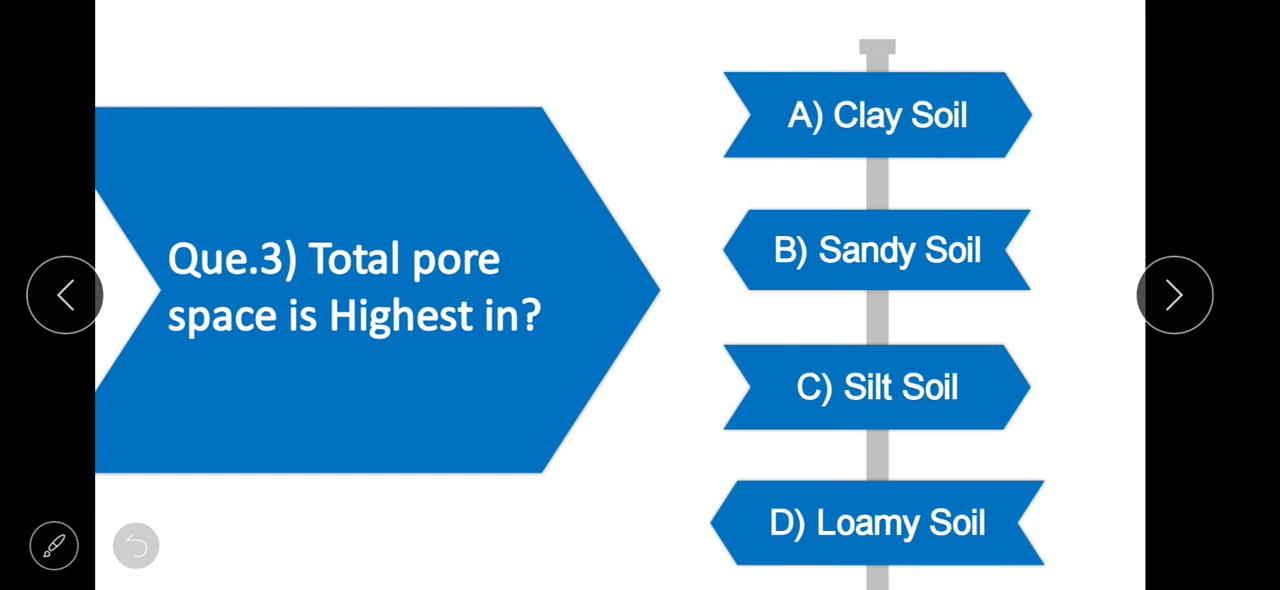 Que.3) Total pore
space is Highest in?
A) Clay Soil
B) Sandy Soil
C) Silt Soil
D) Loamy Soil